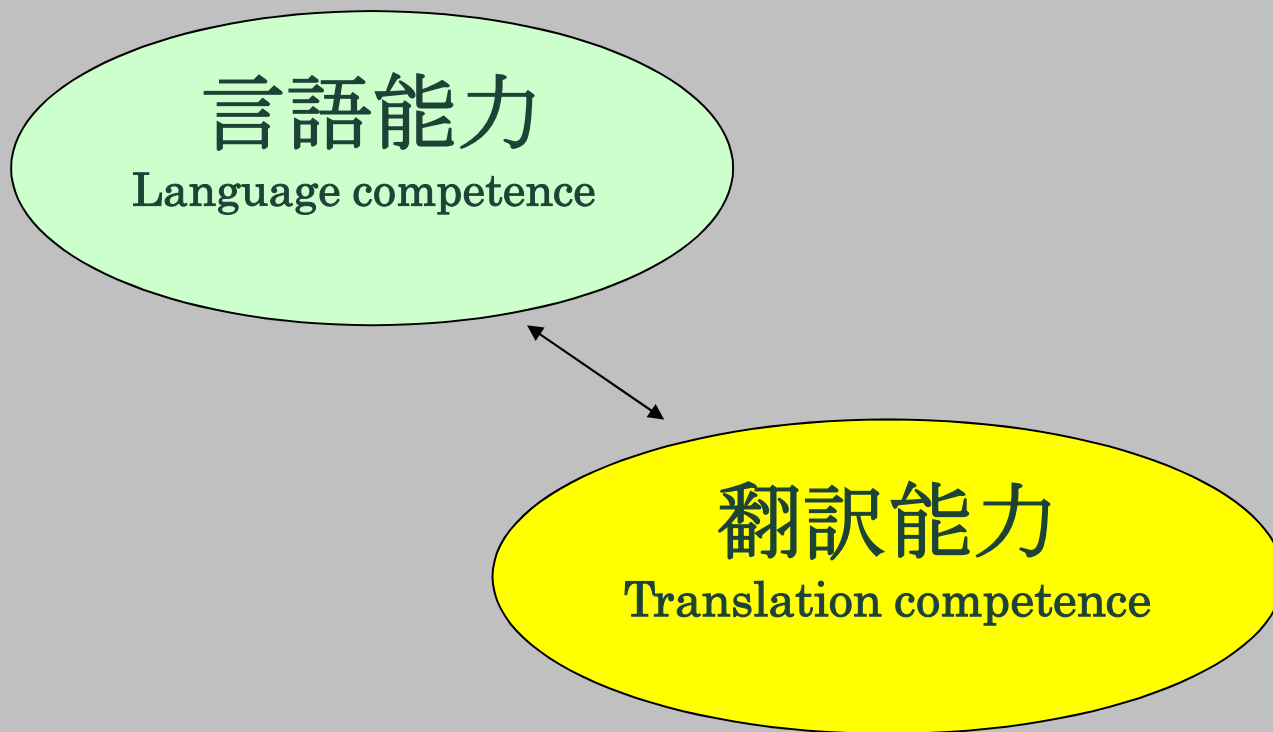 言語能力
Language competence
翻訳能力
Translation competence